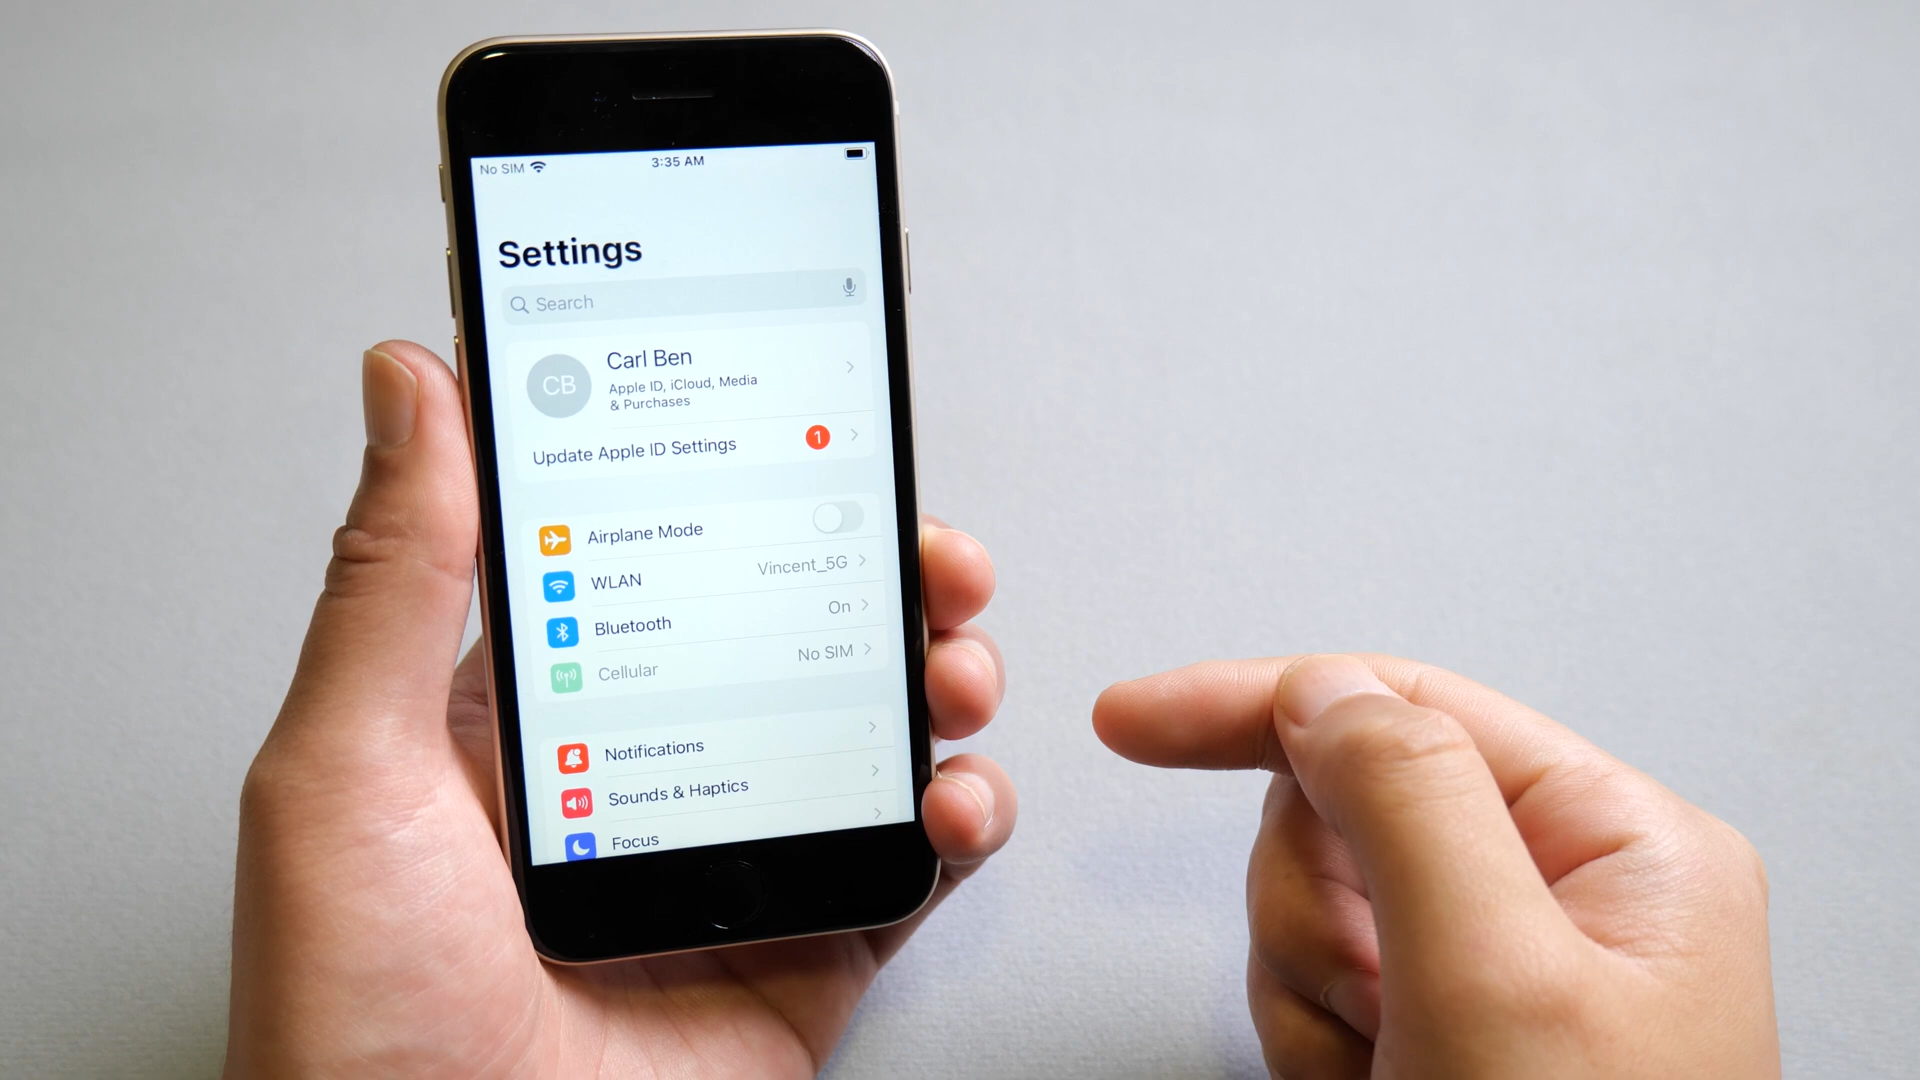 No SIM 3:35 AM
Settings
Search
Carl Ben
CB
Apple ID, iCloud, Media
& Purchases
Update Apple ID Settings 1
Airplane Mode
WLAN Vincent_5G
Bluetooth On
Cellular No SIM
Notifications
Sounds & Haptics
Focus